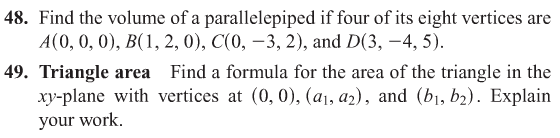 48. Find the volume of a parallelepiped if four of its eight vertices are
A(0, 0, 0), B(1, 2, 0), C(0, −3, 2), and D(3, −4, 5).
49. Triangle area Find a formula for the area of the triangle in the
xy-plane with vertices at (0, 0), (a₁, a₂), and (b₁, b₂). Explain
your work.